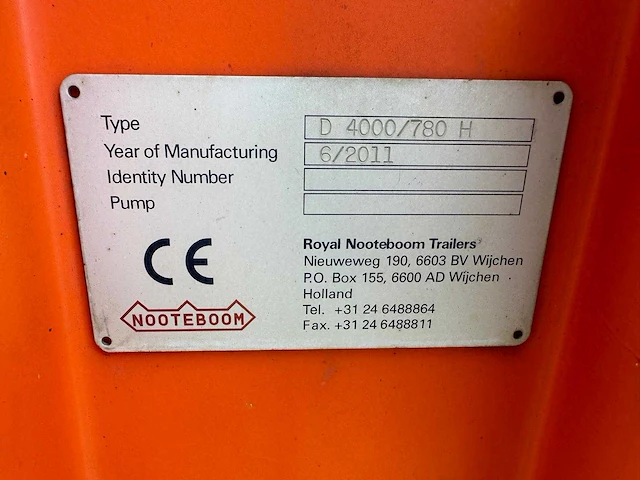 Type D 4000/780 H
Year of Manufacturing 6/2011
Identity Number
Pump
CE
Royal Nooteboom Trailers
Nieuweweg 190, 6603 BV Wijchen
P.O. Box 155, 6600 AD Wijchen
Holland
Tel. +31 24 6488864
Fax. +31 24 6488811
NOOTEBOOM